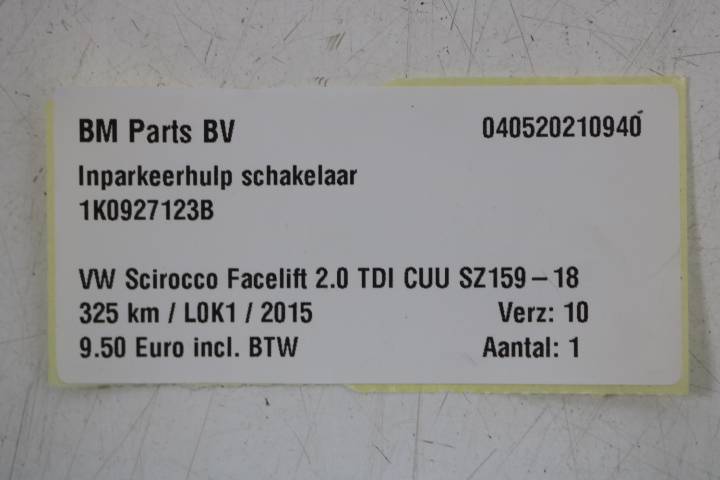 BM Parts BV 040520210940
Inparkeerhulp schakelaar
1K0927123B
VW Scirocco Facelift 2.0 TDI CUU SZ159-18
325 km / L0K1 / 2015 Verz: 10
9.50 Euro incl. BTW Aantal: 1